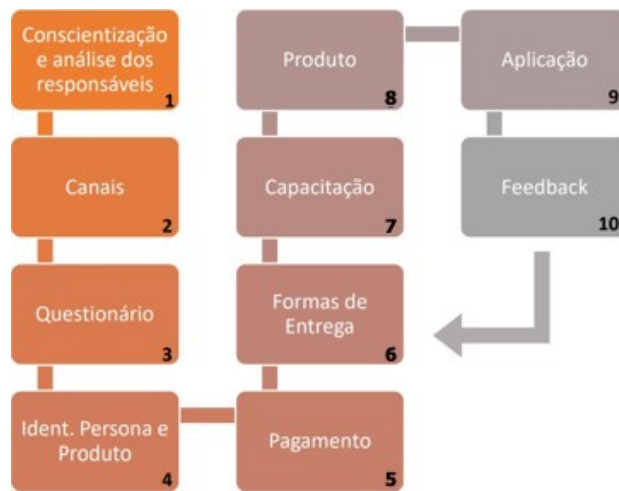 Conscientização
e análise dos
responsáveis
1
Canais
2
Questionário
3
Ident. Persona e
Produto
4
Pagamento
5
Formas de
Entrega
6
Capacitação
7
Produto
8
Aplicação
9
Feedback
10